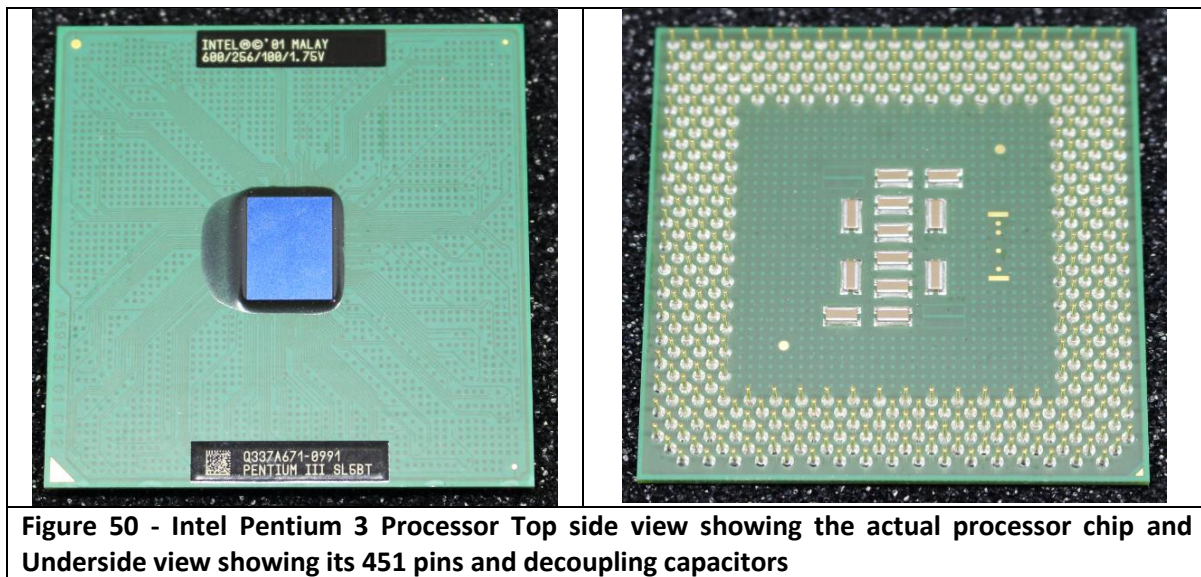 INTEL®©'01 MALAY
600/256/100/1.75V
Q337A671-0991
PENTIUM III SL5BT
Figure 50 - Intel Pentium 3 Processor Top side view showing the actual processor chip and
Underside view showing its 451 pins and decoupling capacitors